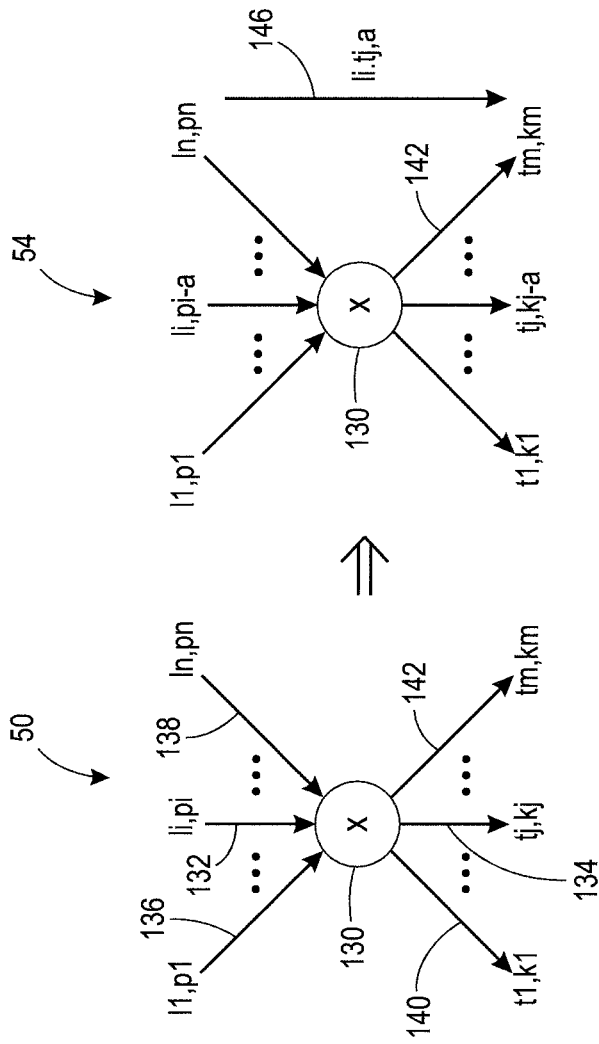 50
l1,p1
li,pi
ln,pn
136
132
138
X
130
140
134
142
t1,k1
tj,kj
tm,km
⇒
54
l1,p1
li,pi-a
ln,pn
146
li.tj,a
X
130
142
t1,k1
tj,kj-a
tm,km